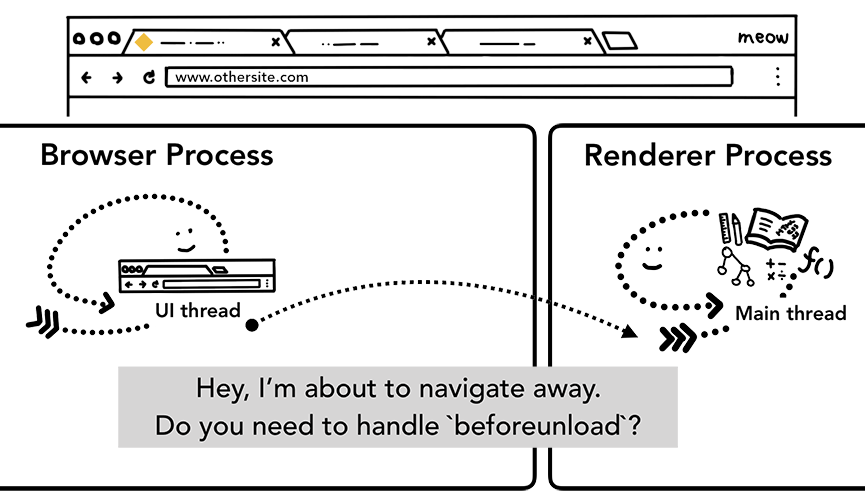 meow
www.othersite.com
Browser Process
Renderer Process
f()
UI thread
Main thread
Hey, I’m about to navigate away.
Do you need to handle `beforeunload`?